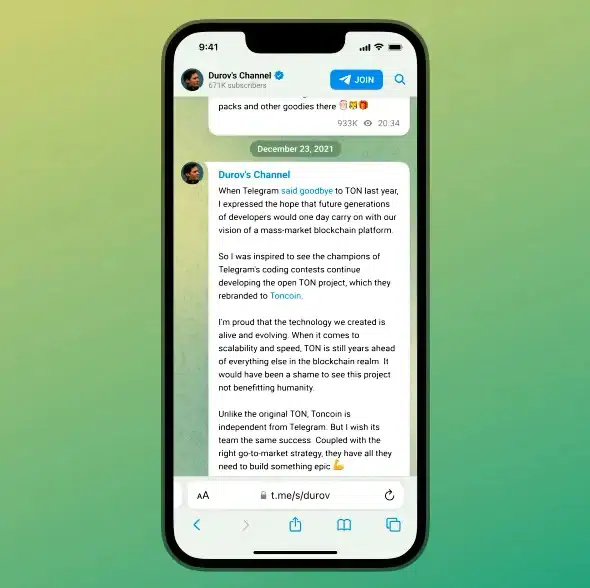 9:41
Durov's Channel
671K subscribers
JOIN
packs and other goodies there
933K 20:34
December 23, 2021
Durov's Channel
When Telegram said goodbye to TON last year,
I expressed the hope that future generations
of developers would one day carry on with our
vision of a mass-market blockchain platform.
So I was inspired to see the champions of
Telegram's coding contests continue
developing the open TON project, which they
rebranded to Toncoin.
I'm proud that the technology we created is
alive and evolving. When it comes to
scalability and speed, TON is still years ahead
of everything else in the blockchain realm. It
would have been a shame to see this project
not benefitting humanity.
Unlike the original TON, Toncoin is
independent from Telegram. But I wish its
team the same success. Coupled with the
right go-to-market strategy, they have all they
need to build something epic 💪
AA t.me/s/durov